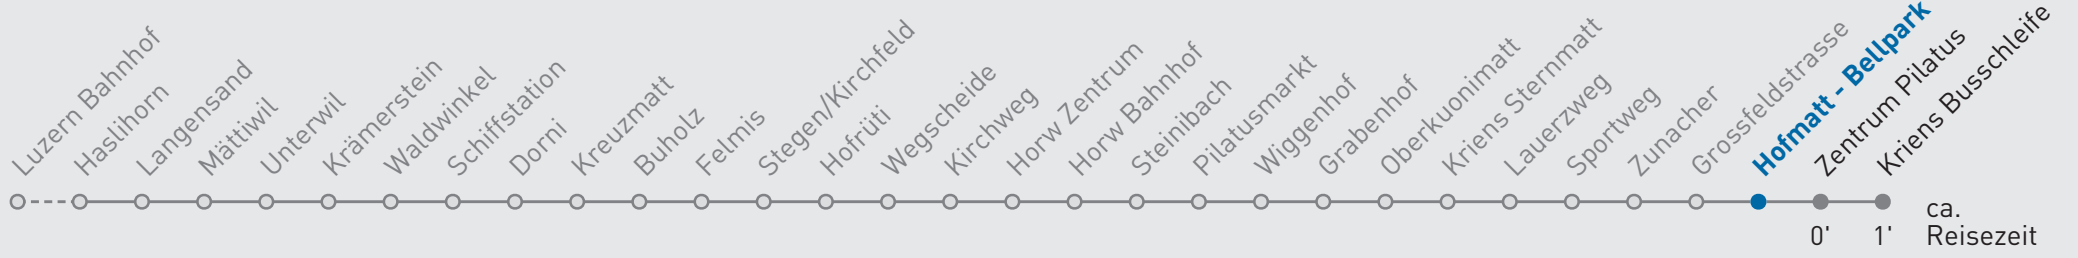 Luzern Bahnhof
Haslihorn
Langensand
Mättiwil
Unterwil
Krämerstein
Waldwinkel
Schiffstation
Dorni
Kreuzmatt
Buholz
Felmis
Stegen/Kirchfeld
Hofrüti
Wegscheide
Kirchweg
Horw Zentrum
Horw Bahnhof
Steinibach
Pilatusmarkt
Wiggenhof
Grabenhof
Oberkuonimatt
Kriens Sternmatt
Lauerzweg
Sportweg
Zunacher
Grossfeldstrasse
Hofmatt - Bellpark
Zentrum Pilatus
Kriens Busschleife
ca.
0' 1' Reisezeit